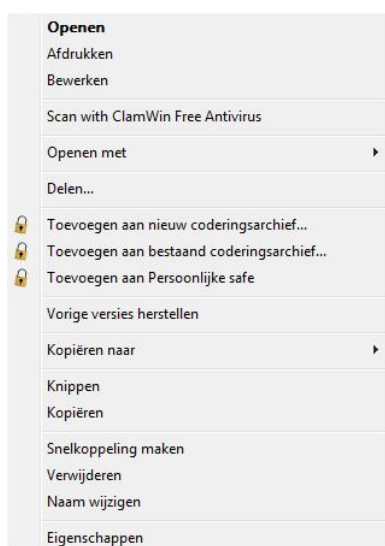 Openen
Afdrukken
Bewerken
Scan with ClamWin Free Antivirus
Openen met
Delen...
Toevoegen aan nieuw coderingsarchief...
Toevoegen aan bestaand coderingsarchief...
Toevoegen aan Persoonlijke safe
Vorige versies herstellen
Kopiëren naar
Knippen
Kopiëren
Snelkoppeling maken
Verwijderen
Naam wijzigen
Eigenschappen